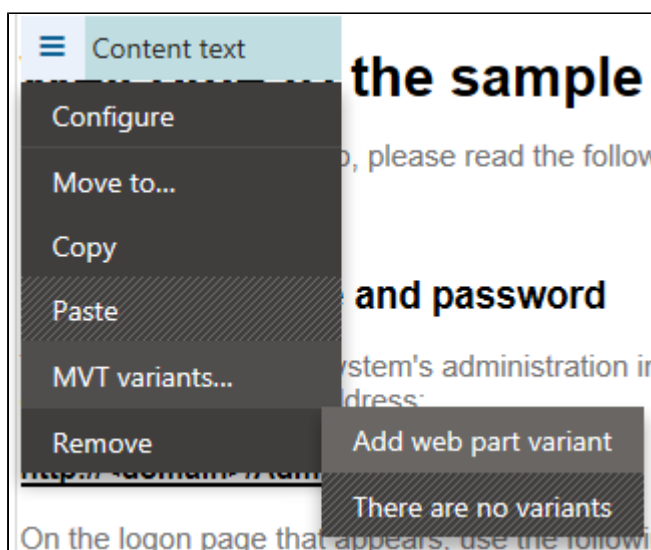 Content text
the sample
Configure
, please read the follow
Move to...
Copy
Paste
and password
MVT variants...
ystem's administration in
dress:
Remove
Add web part variant
There are no variants
On the logon page that appears, use the followi